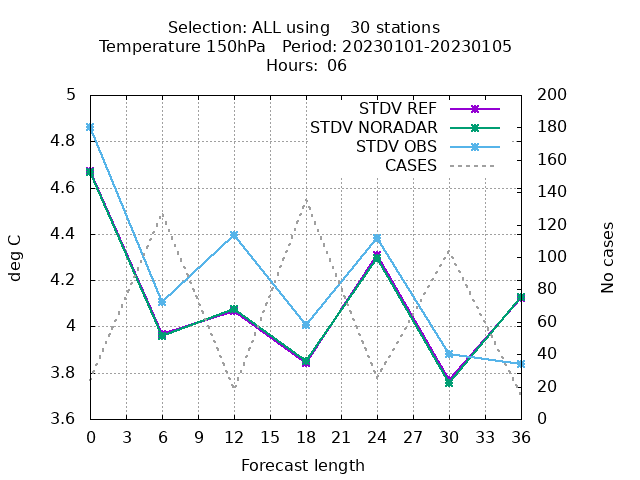 Selection: ALL using    30 stations
Temperature 150hPa   Period: 20230101-20230105
Hours:  06
5
4.8
4.6
4.4
4.2
4
3.8
3.6
200
180
160
140
120
100
80
60
40
20
0
STDV REF
STDV NORADAR
STDV OBS
CASES
deg C
No cases
0 3 6 9 12 15 18 21 24 27 30 33 36
Forecast length